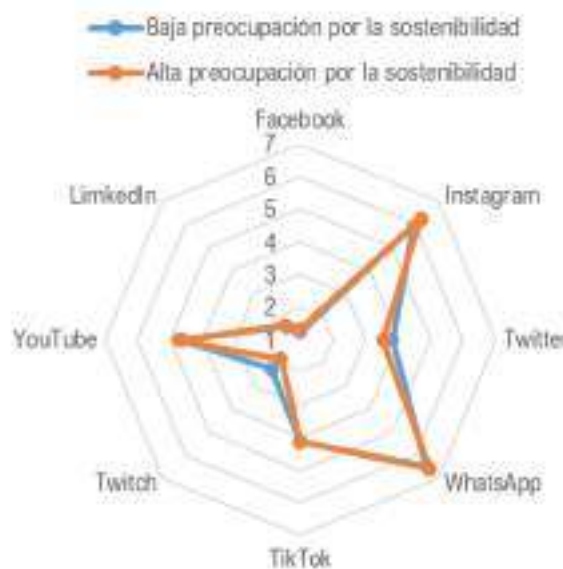 Baja preocupación por la sostenibilidad
Alta preocupación por la sostenibilidad
Facebook
7
6
5
4
3
2
1
LimkedIn
Instagram
YouTube
Twitter
Twitch
WhatsApp
TikTok